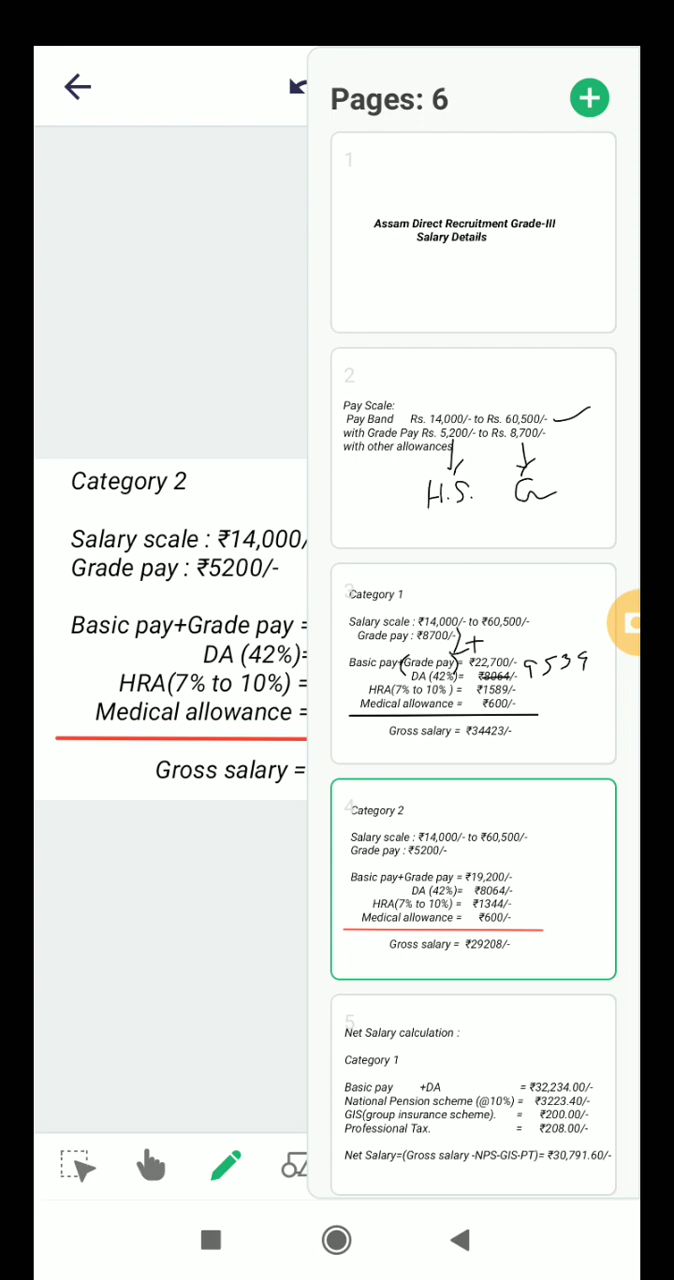 Category 2
Salary scale : ₹14,000/
Grade pay : ₹5200/-
Basic pay+Grade pay =
DA (42%)=
HRA(7% to 10%) =
Medical allowance =
Gross salary =
Pages: 6
1
Assam Direct Recruitment Grade-III
Salary Details
2
Pay Scale:
Pay Band Rs. 14,000/- to Rs. 60,500/-
with Grade Pay Rs. 5,200/- to Rs. 8,700/-
with other allowances
H.S. G
3
Category 1
Salary scale : ₹14,000/- to ₹60,500/-
Grade pay : ₹8700/-
Basic pay+Grade pay = ₹22,700/-
DA (42%)= ₹8064/- 9539
HRA(7% to 10% ) = ₹1589/-
Medical allowance = ₹600/-
Gross salary = ₹34423/-
4
Category 2
Salary scale : ₹14,000/- to ₹60,500/-
Grade pay : ₹5200/-
Basic pay+Grade pay = ₹19,200/-
DA (42%)= ₹8064/-
HRA(7% to 10%) = ₹1344/-
Medical allowance = ₹600/-
Gross salary = ₹29208/-
5
Net Salary calculation :
Category 1
Basic pay +DA = ₹32,234.00/-
National Pension scheme (@10%) = ₹3223.40/-
GIS(group insurance scheme). = ₹200.00/-
Professional Tax. = ₹208.00/-
Net Salary=(Gross salary -NPS-GIS-PT)= ₹30,791.60/-